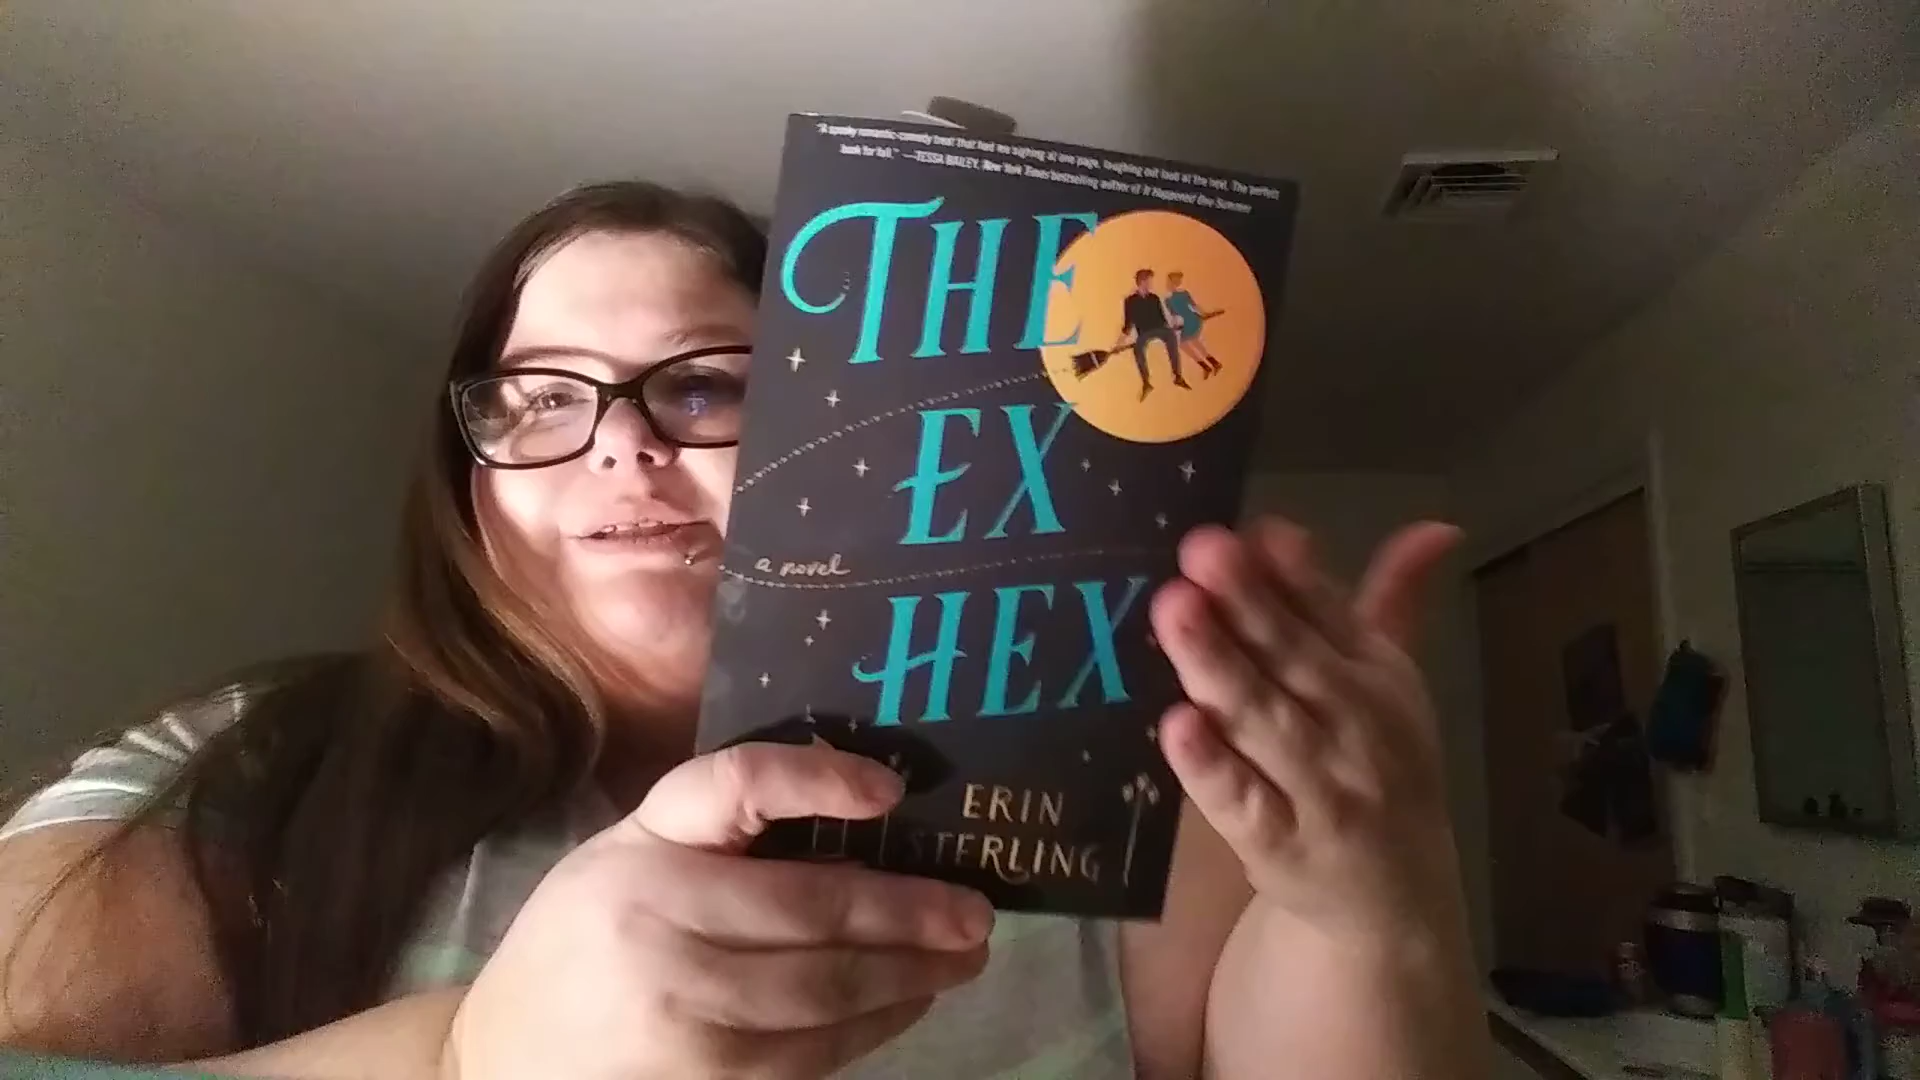 "A spooky romantic-comedy treat that had me sighing at one page, laughing out loud at the next. The perfect
book for fall." —TESSA BAILEY, New York Times bestselling author of It Happened One Summer
THE
EX
a novel
HEX
ERIN
STERLING